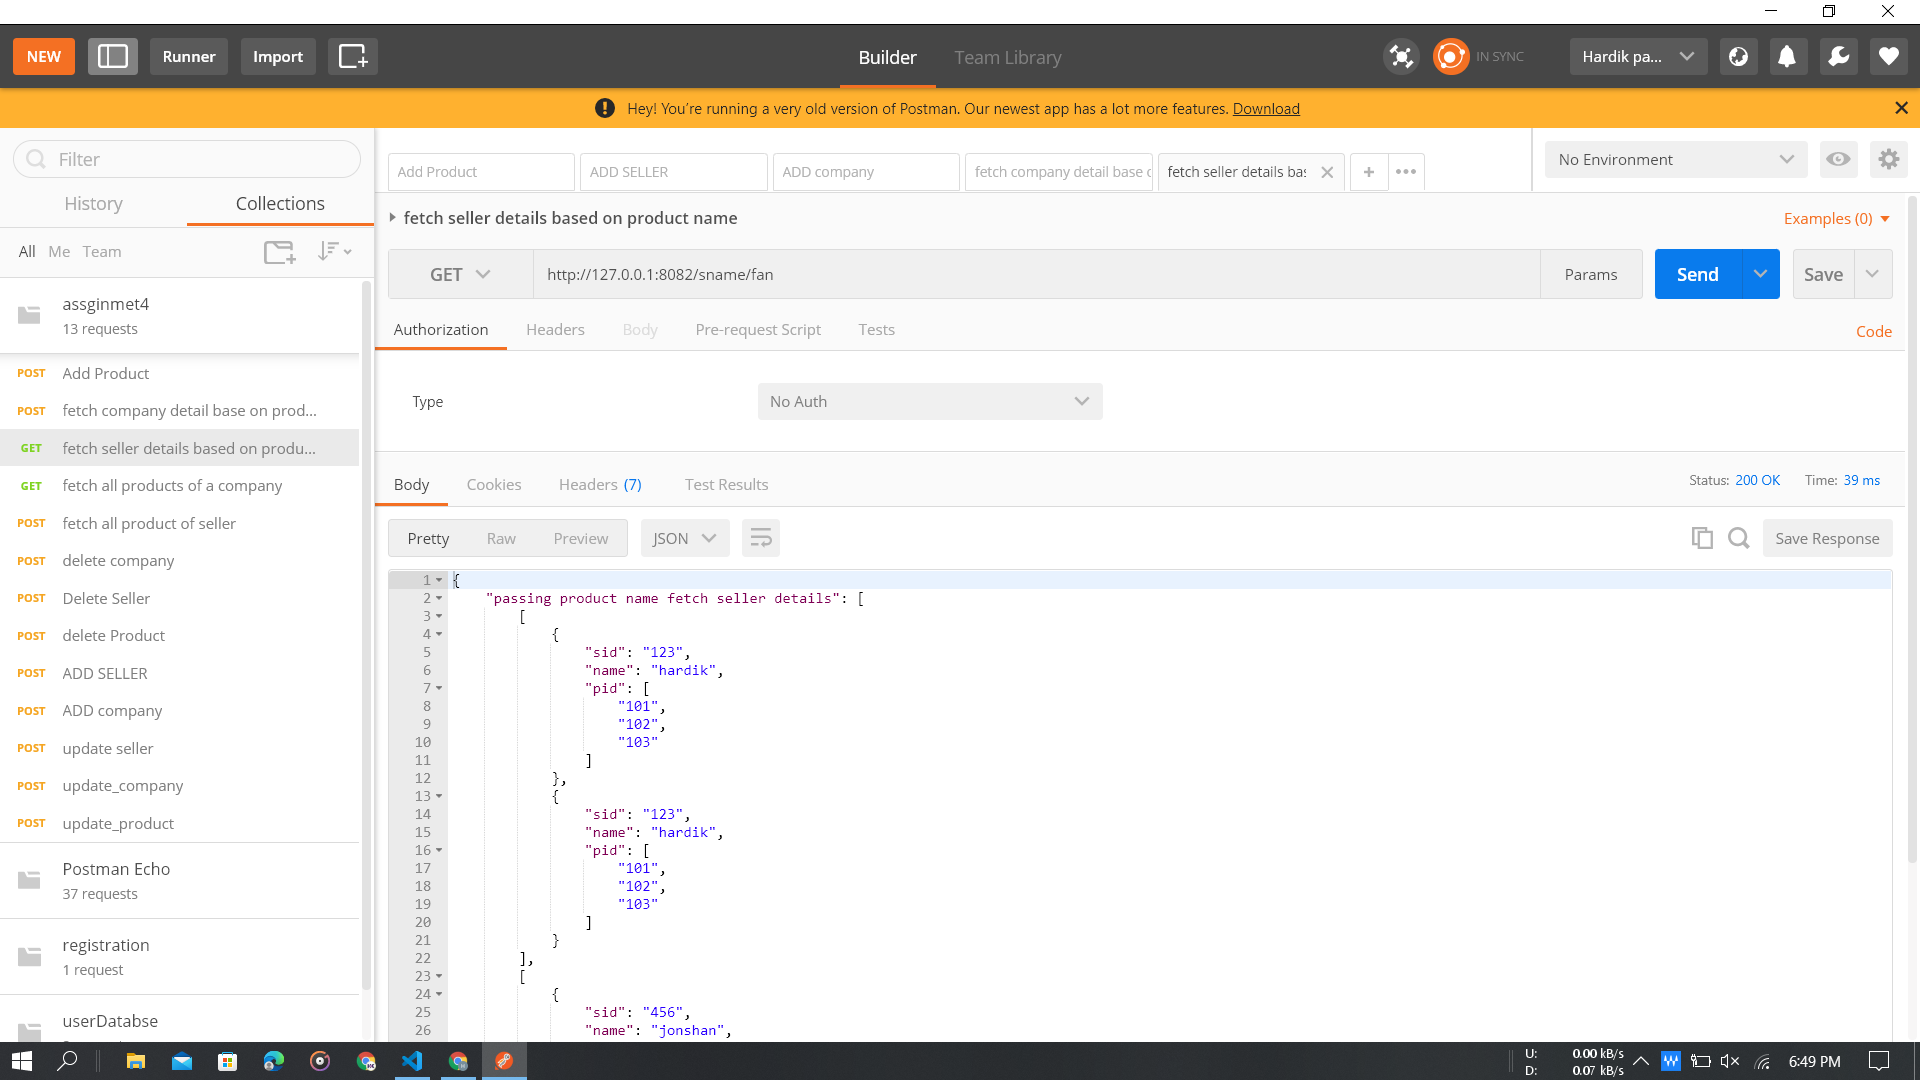 NEW
Runner
Import
Builder
Team Library
IN SYNC
Hardik pa...
Hey! You're running a very old version of Postman. Our newest app has a lot more features. Download
Filter
History
Collections
All Me Team
assginmet4
13 requests
POST Add Product
POST fetch company detail base on prod...
GET fetch seller details based on produ...
GET fetch all products of a company
POST fetch all product of seller
POST delete company
POST Delete Seller
POST delete Product
POST ADD SELLER
POST ADD company
POST update seller
POST update_company
POST update_product
Postman Echo
37 requests
registration
1 request
userDatabse
Add Product
ADD SELLER
ADD company
fetch company detail base
fetch seller details bas
No Environment
fetch seller details based on product name
Examples (0)
GET
http://127.0.0.1:8082/sname/fan
Params
Send
Save
Authorization
Headers
Body
Pre-request Script
Tests
Code
Type
No Auth
Body
Cookies
Headers (7)
Test Results
Status: 200 OK
Time: 39 ms
Pretty
Raw
Preview
JSON
Save Response
1 {
2 "passing product name fetch seller details": [
3 [
4 {
5 "sid": "123",
6 "name": "hardik",
7 "pid": [
8 "101",
9 "102",
10 "103"
11 ]
12 },
13 {
14 "sid": "123",
15 "name": "hardik",
16 "pid": [
17 "101",
18 "102",
19 "103"
20 ]
21 }
22 ],
23 [
24 {
25 "sid": "456",
26 "name": "jonshan",
U: 0.00 kB/s
D: 0.07 kB/s
6:49 PM